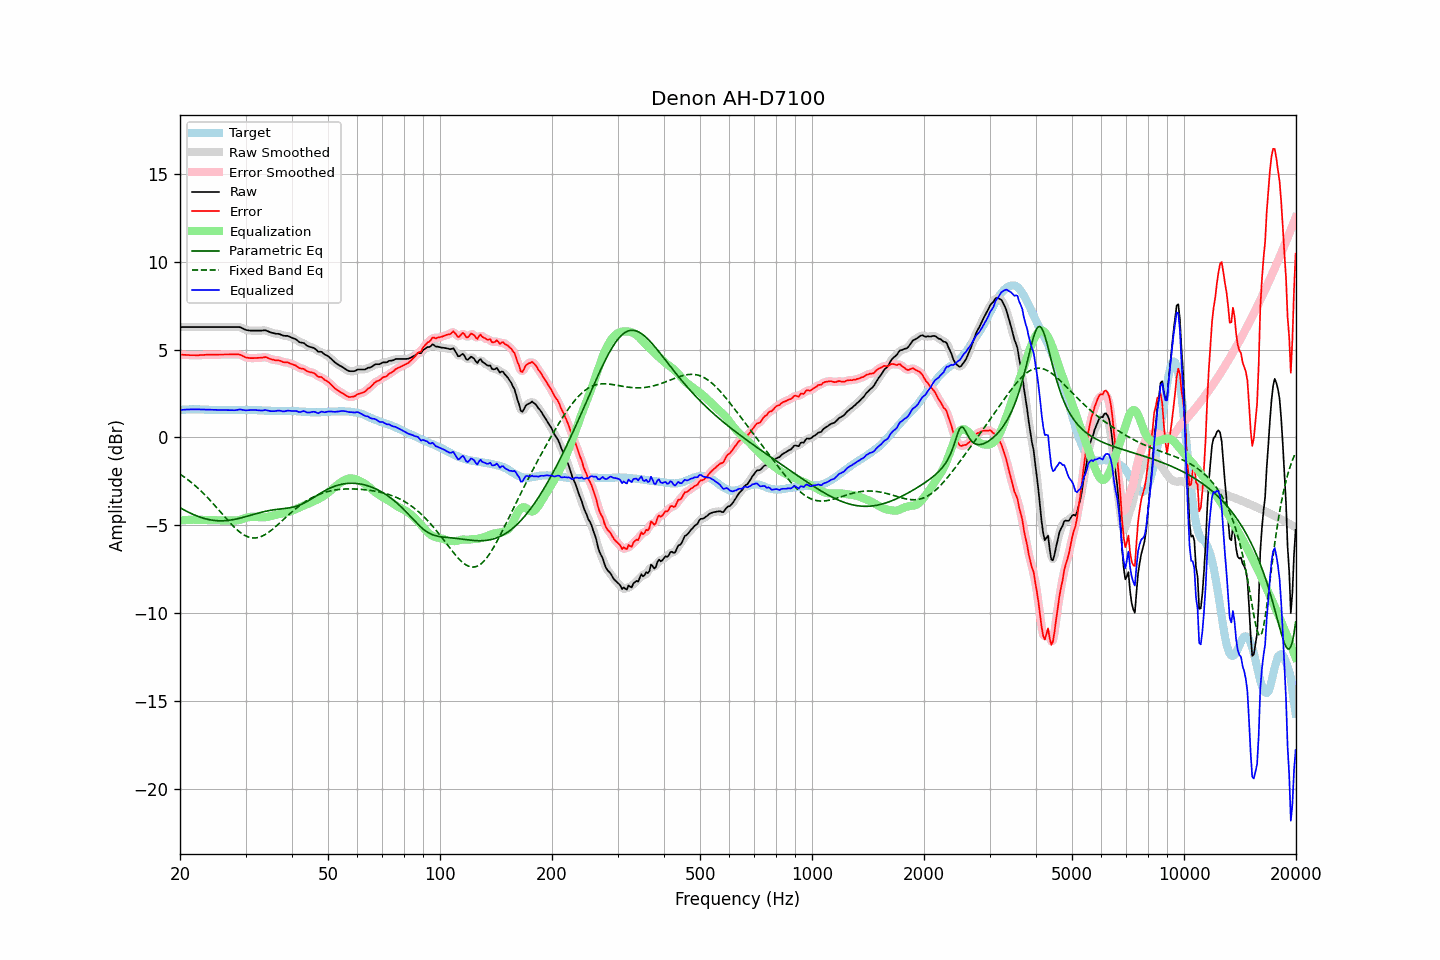 Denon AH-D7100
Target
Raw Smoothed
Error Smoothed
Raw
Error
Equalization
Parametric Eq
Fixed Band Eq
Equalized
Amplitude (dBr)
15
10
5
0
−5
−10
−15
−20
20
50
100
200
500
1000
2000
5000
10000
20000
Frequency (Hz)